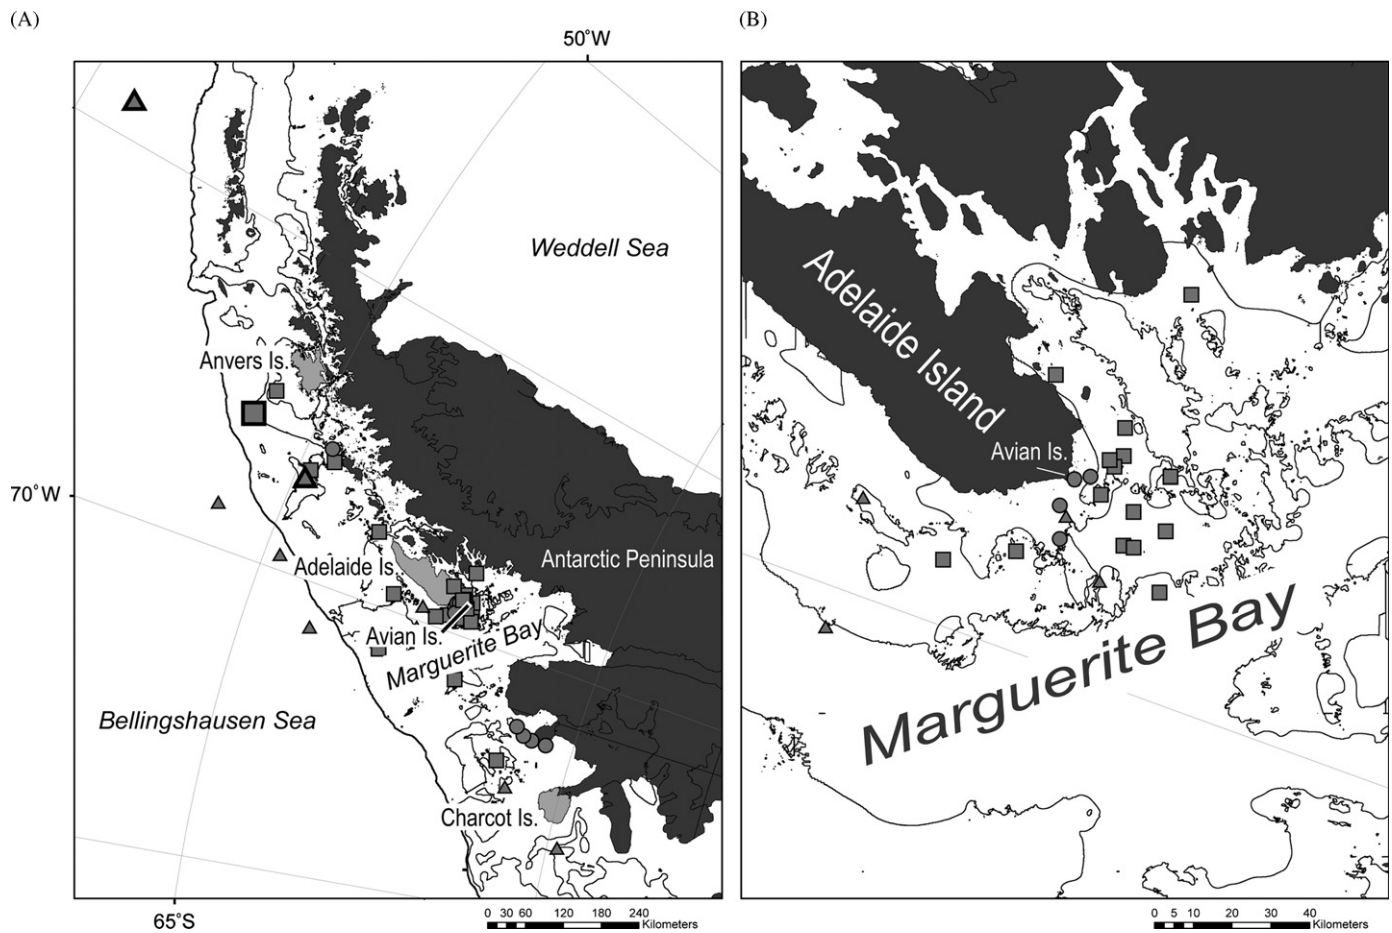 (A)
50°W
Weddell Sea
Anvers Is.
70°W
Antarctic Peninsula
Adelaide Is.
Avian Is.
Marguerite Bay
Bellingshausen Sea
Charcot Is.
65°S
0 30 60 120 180 240
Kilometers
(B)
Adelaide Island
Avian Is.
Marguerite Bay
0 5 10 20 30 40
Kilometers